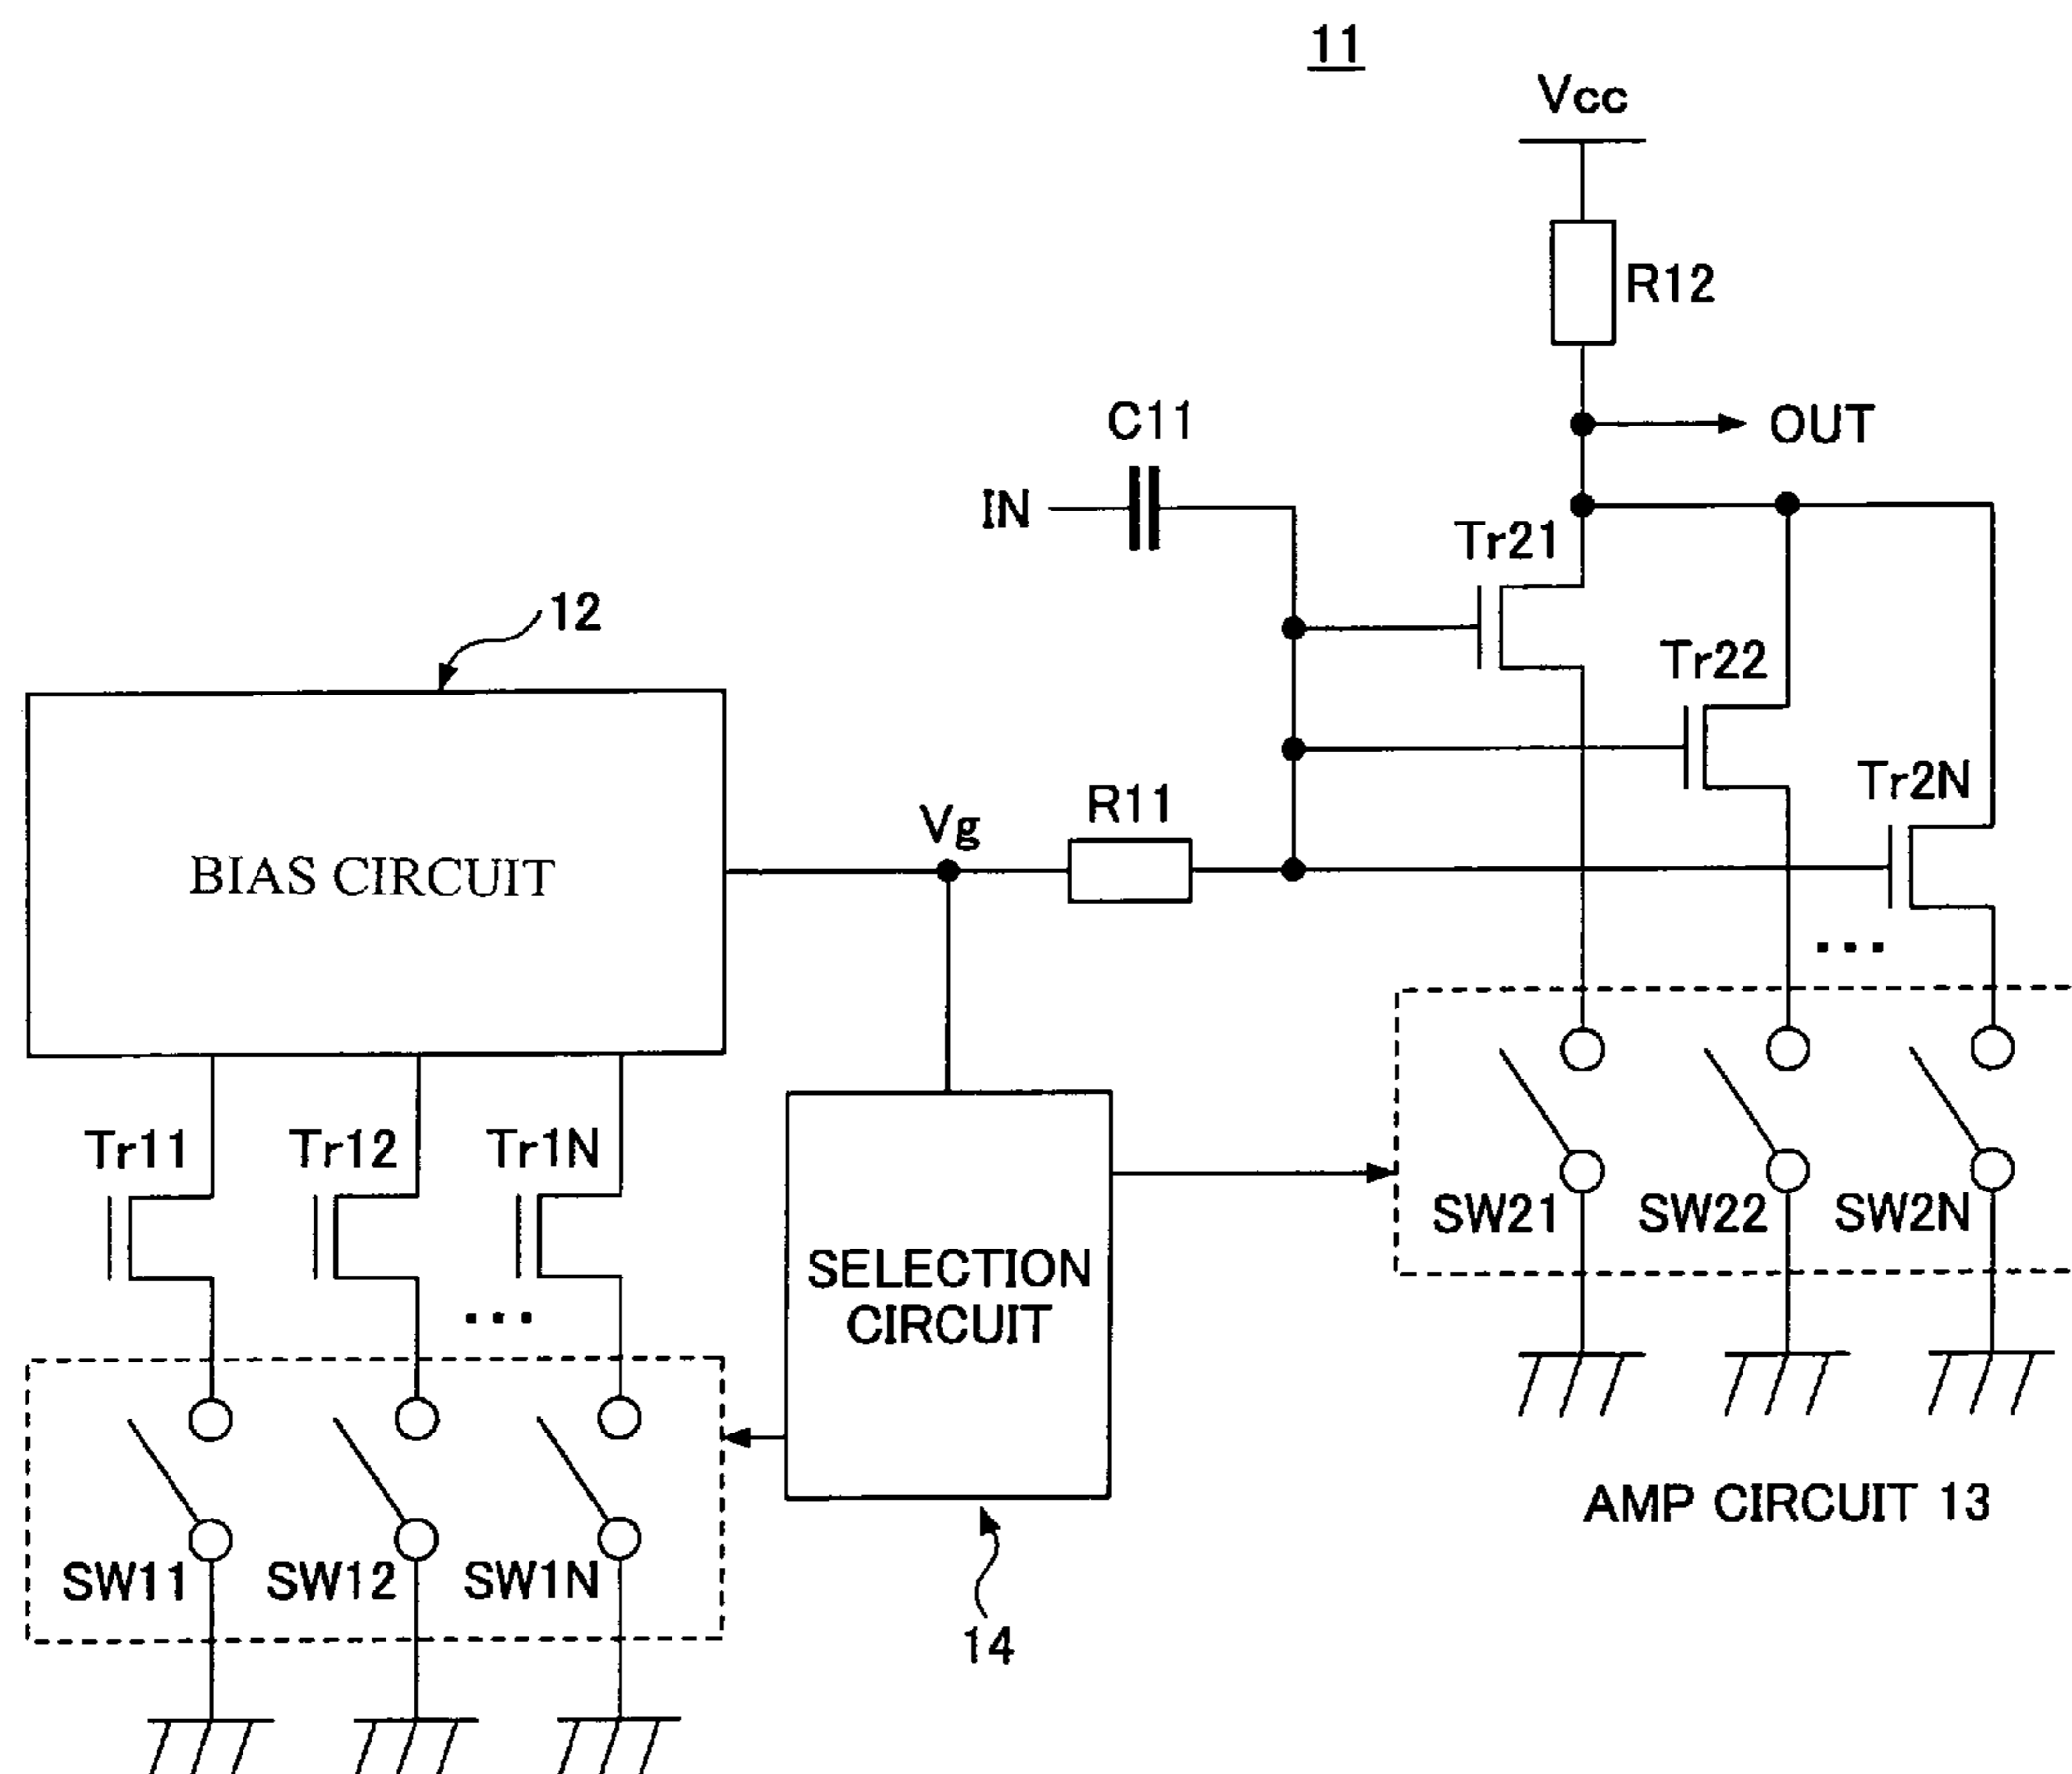 11
Vcc
R12
C11
OUT
IN
Tr21
12
Tr22
Tr2N
R11
Vg
BIAS CIRCUIT
...
Tr11
Tr12
Tr1N
SW21
SW22
SW2N
SELECTION
CIRCUIT
...
AMP CIRCUIT 13
SW11
SW12
SW1N
14